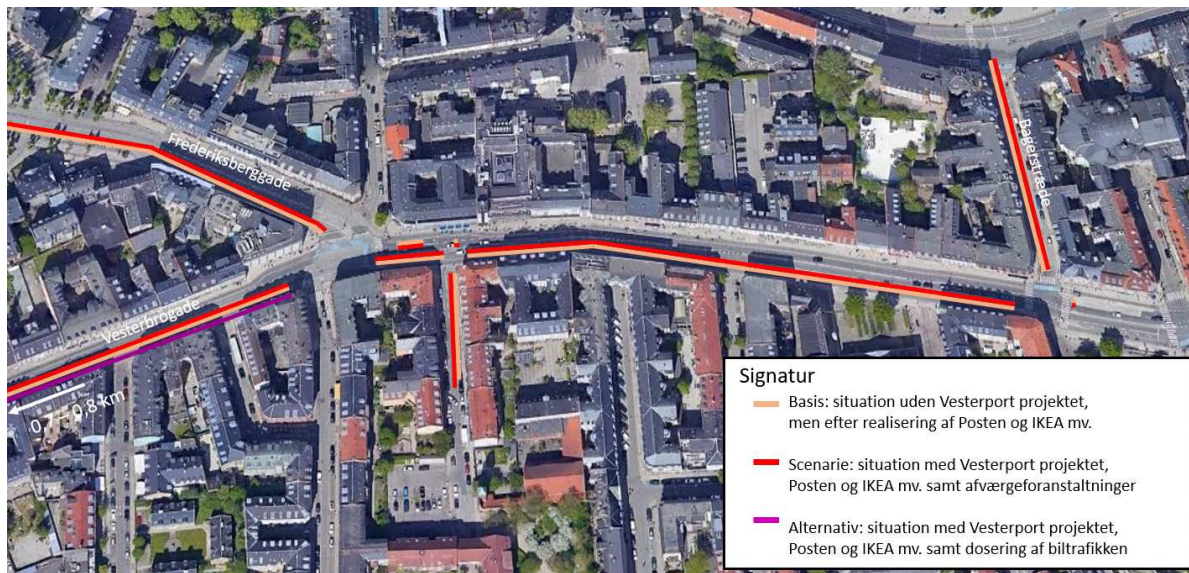 Frederiksberggade
Bagerstræde
Vesterbrogade
0,7 - 0,8 km
Signatur
Basis: situation uden Vesterport projektet,
men efter realisering af Posten og IKEA mv.
Scenarie: situation med Vesterport projektet,
Posten og IKEA mv. samt afværgeforanstaltninger
Alternativ: situation med Vesterport projektet,
Posten og IKEA mv. samt dosering af biltrafikken